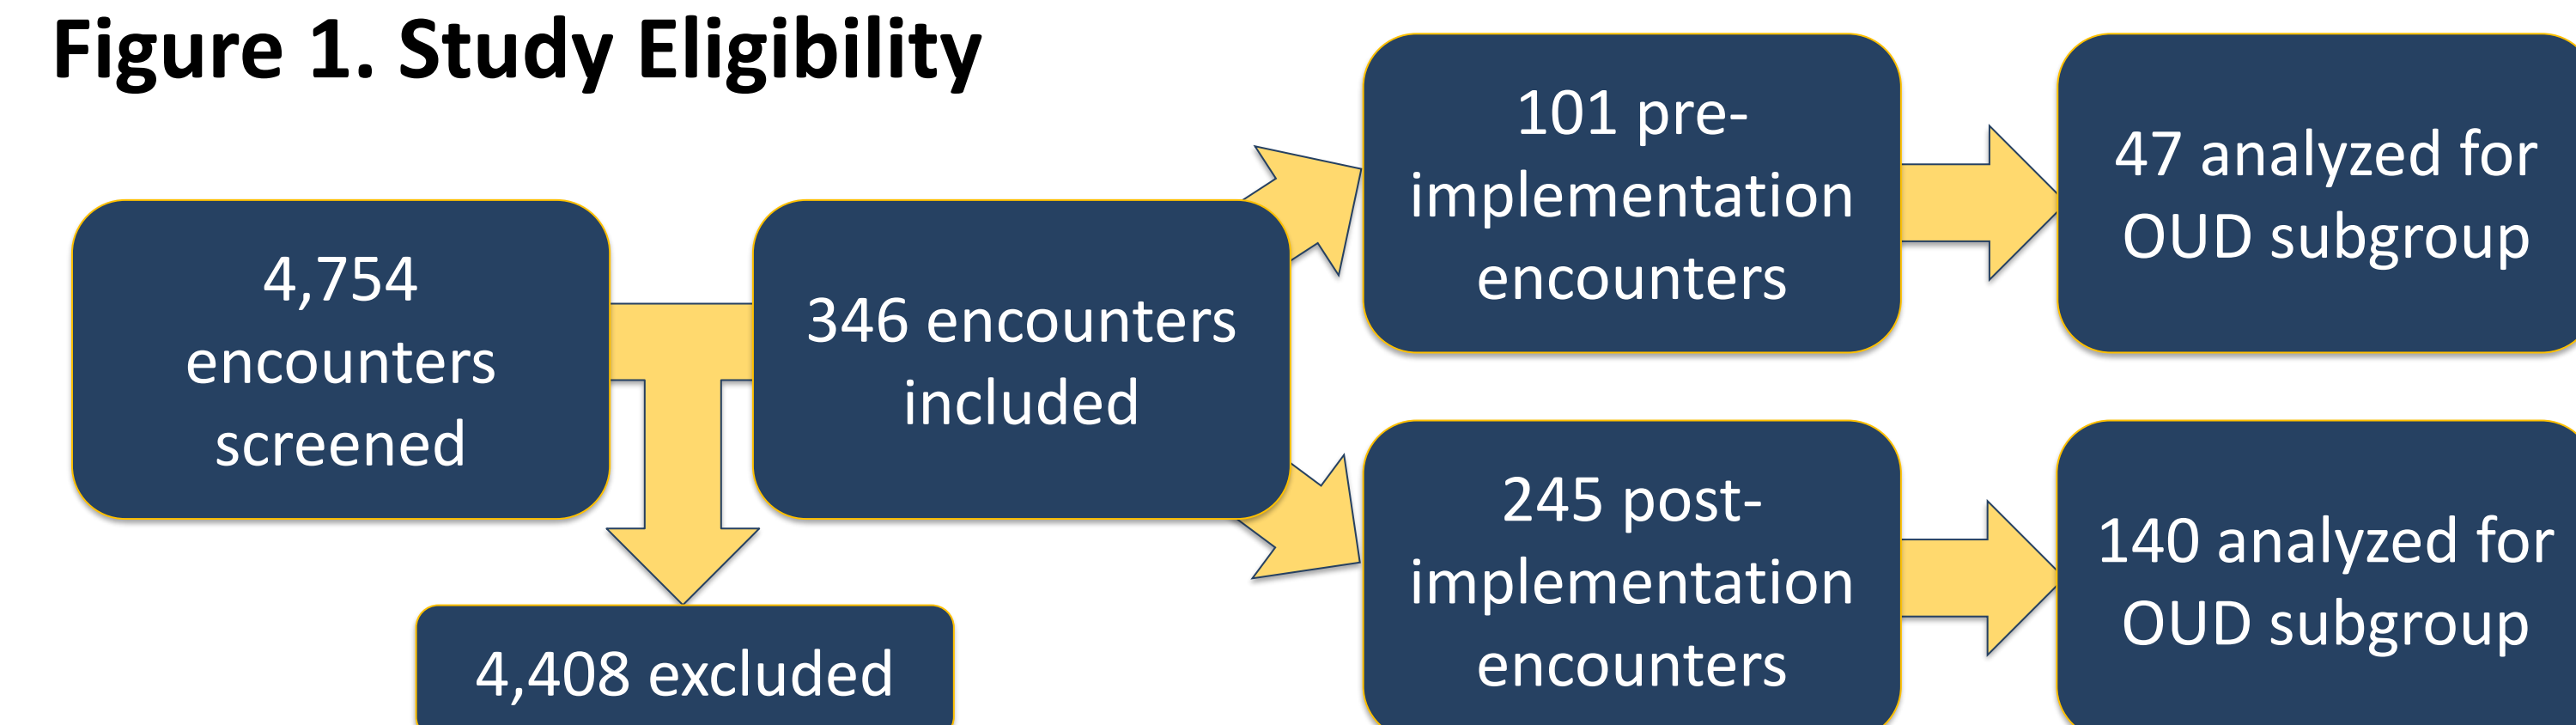 Figure 1. Study Eligibility
4,754
encounters
screened
4,408 excluded
346 encounters
included
101 pre-
implementation
encounters
47 analyzed for
OUD subgroup
245 post-
implementation
encounters
140 analyzed for
OUD subgroup